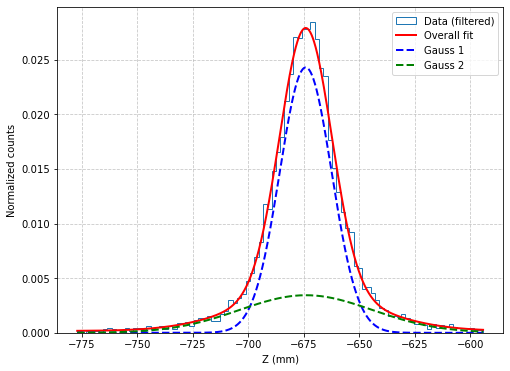 Data (filtered)
Overall fit
Gauss 1
Gauss 2
Normalized counts
0.025
0.020
0.015
0.010
0.005
0.000
−775
−750
−725
−700
−675
−650
−625
−600
Z (mm)